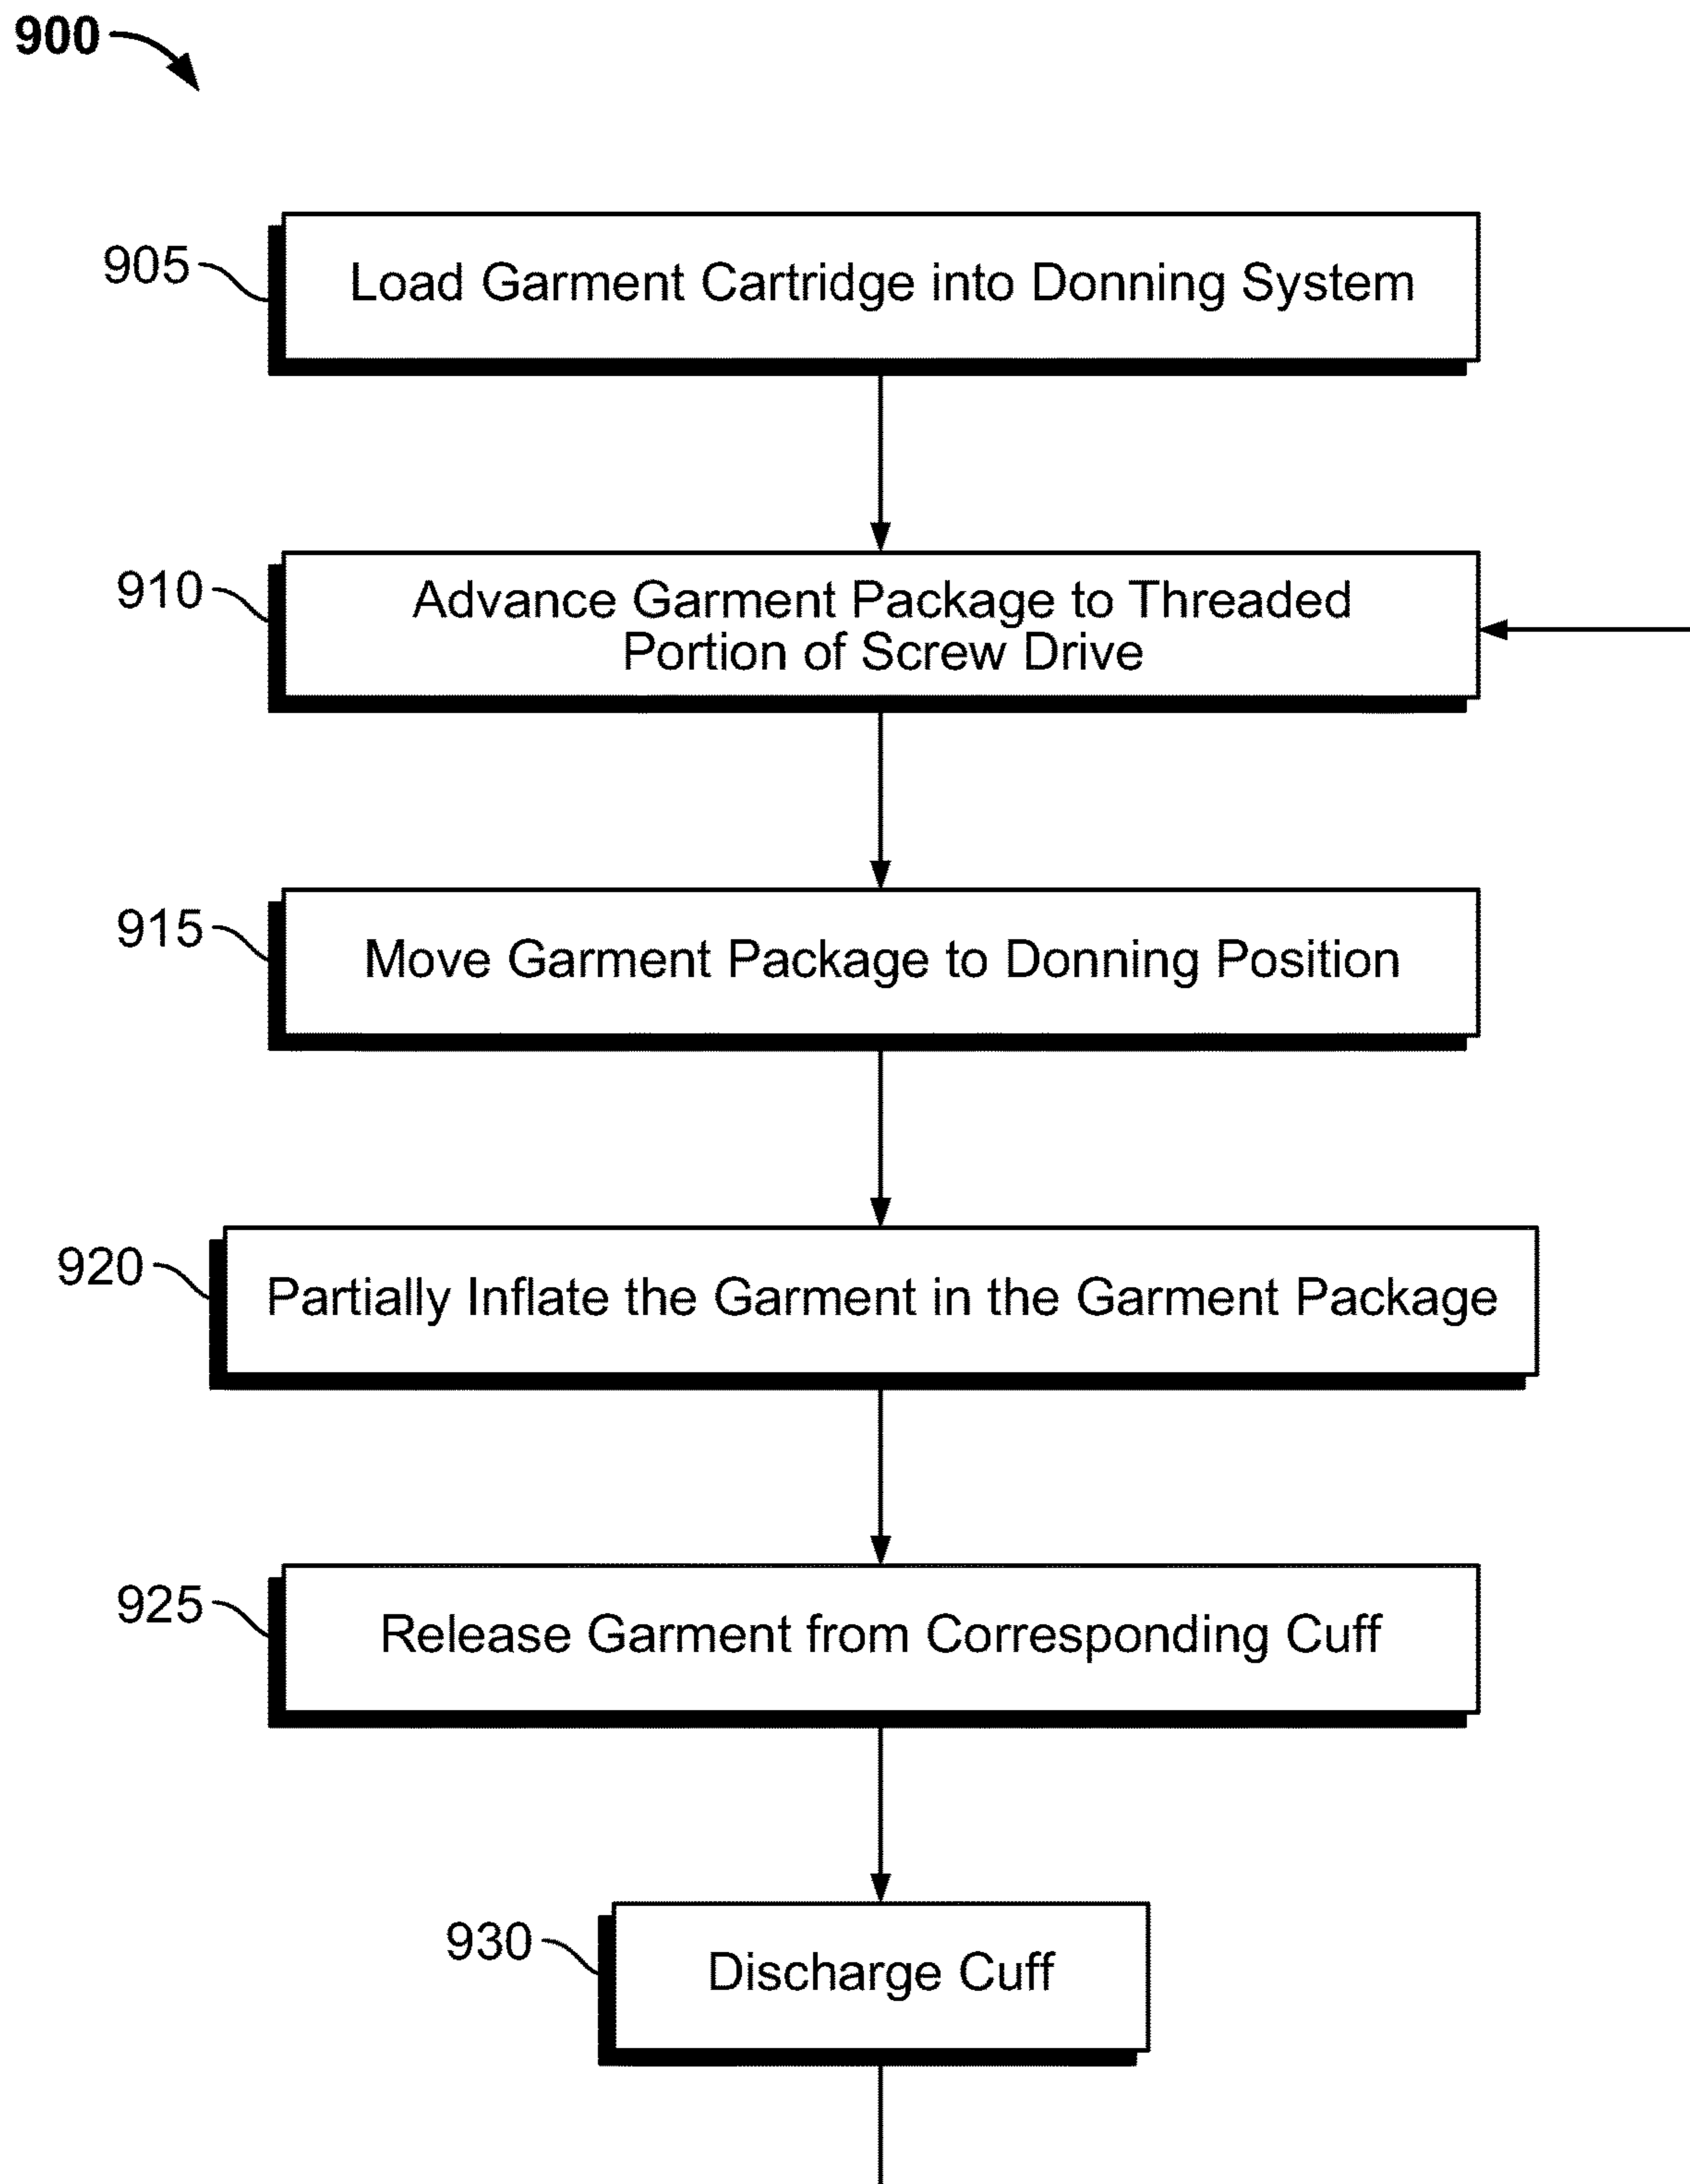 900
905
Load Garment Cartridge into Donning System
910
Advance Garment Package to Threaded
Portion of Screw Drive
915
Move Garment Package to Donning Position
920
Partially Inflate the Garment in the Garment Package
925
Release Garment from Corresponding Cuff
930
Discharge Cuff